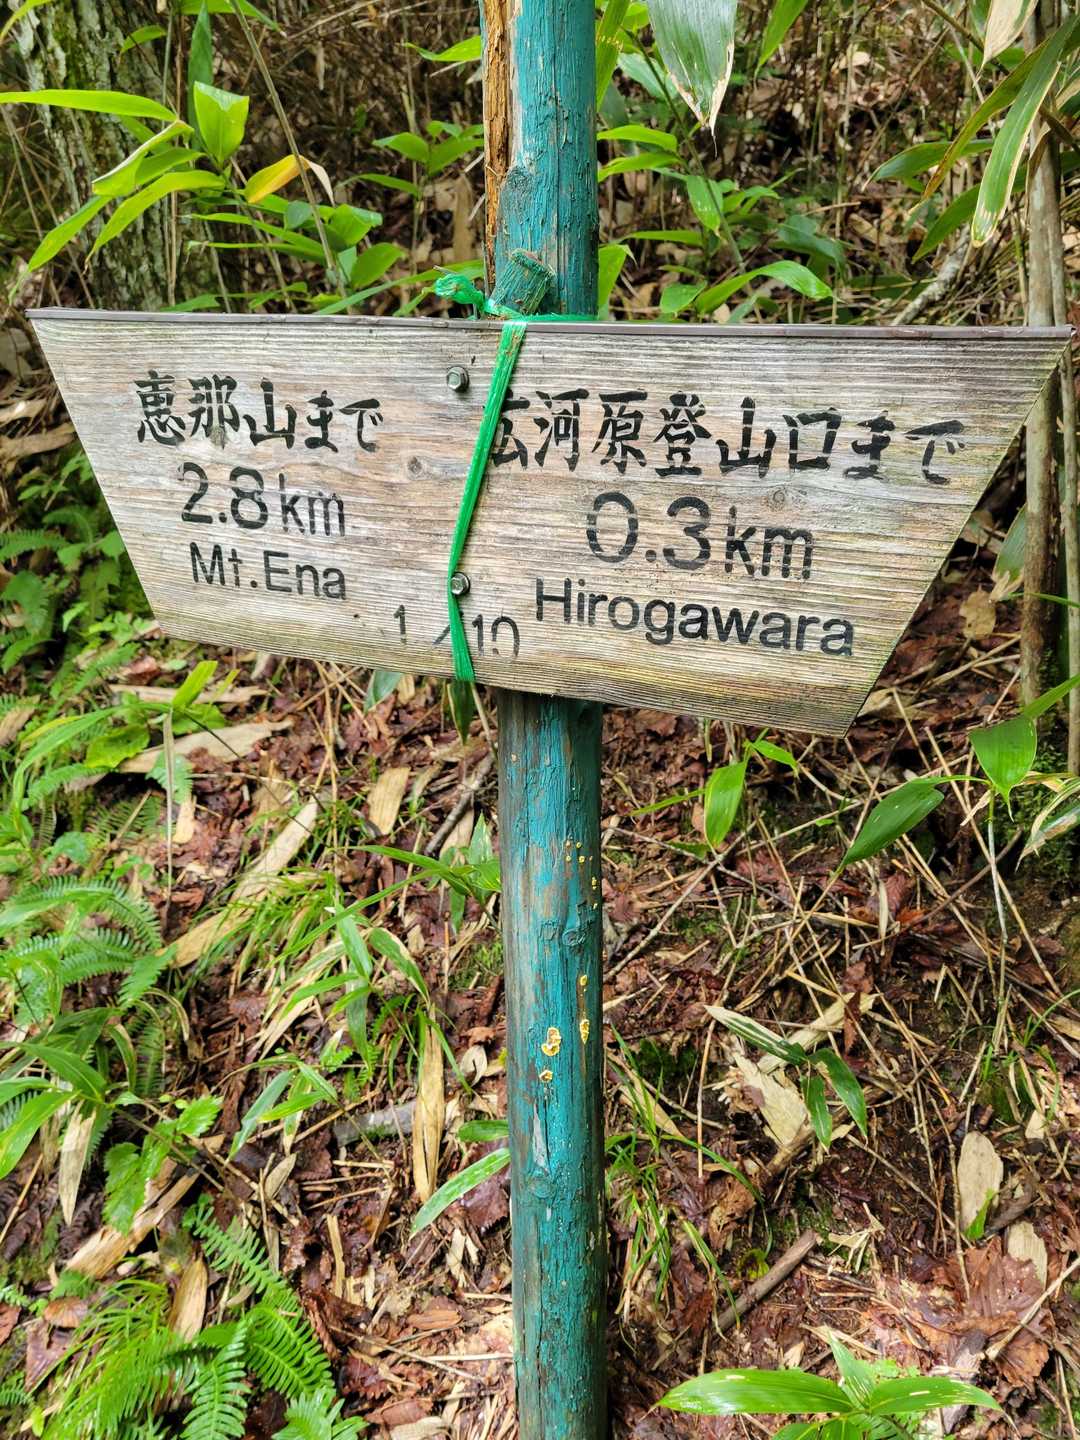 恵那山まで
2.8km
Mt.Ena
広河原登山口まで
0.3km
Hirogawara
1/10